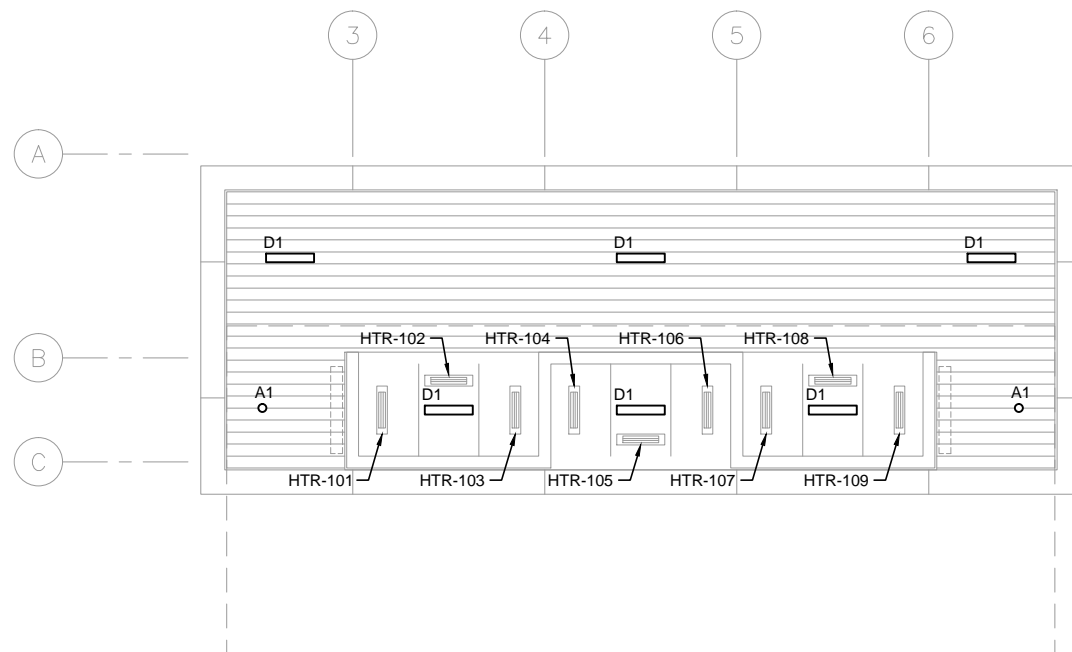 3 4 5 6
A
D1 D1 D1
HTR-102 HTR-104 HTR-106 HTR-108
B
A1 D1 D1 D1 A1
C
HTR-101 HTR-103 HTR-105 HTR-107 HTR-109